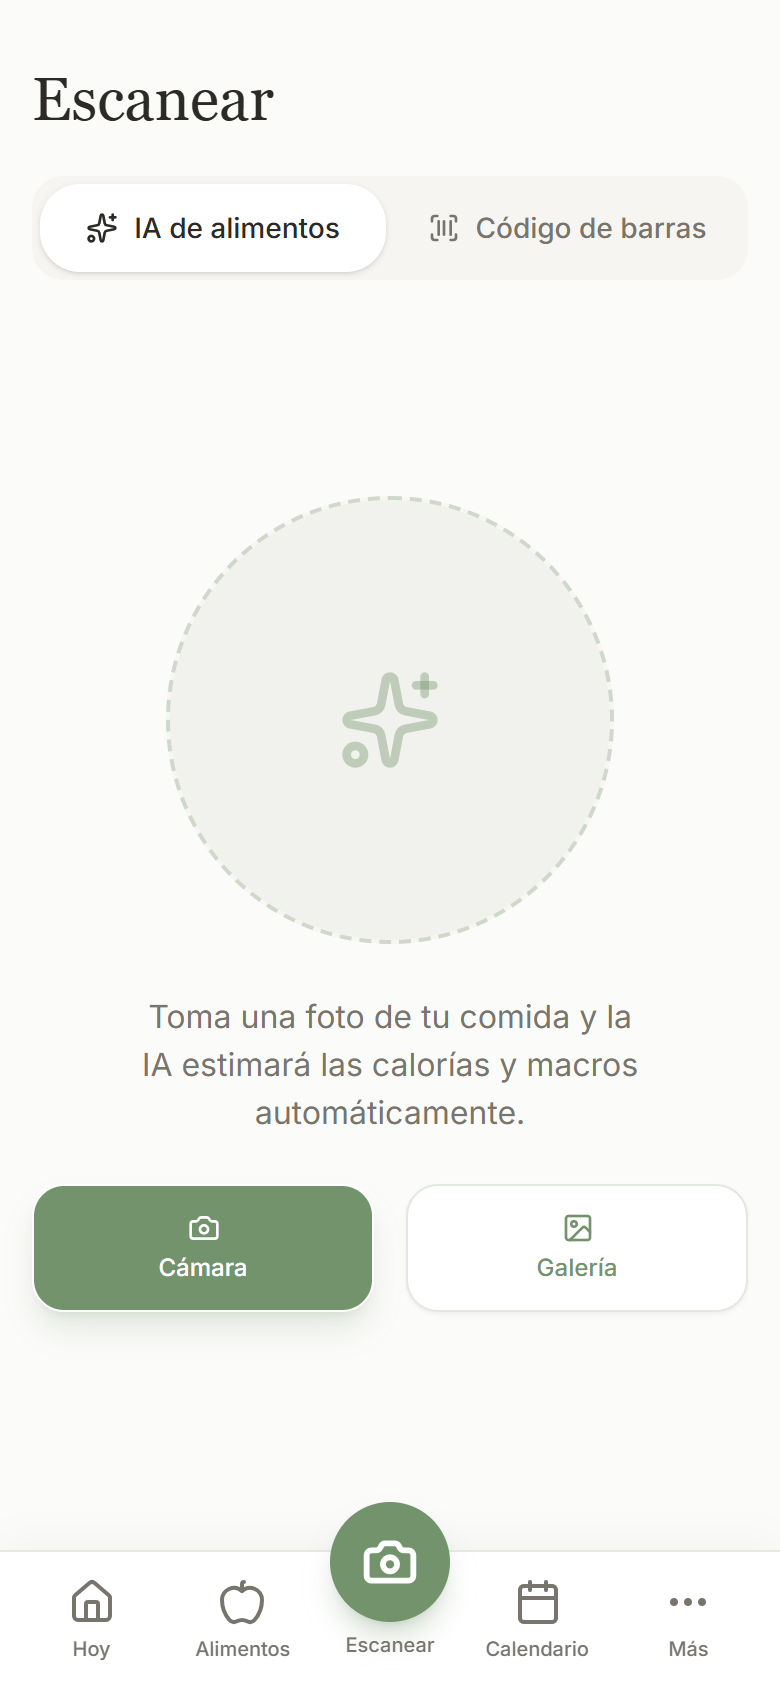 Escanear
IA de alimentos
Código de barras
Toma una foto de tu comida y la
IA estimará las calorías y macros
automáticamente.
Cámara
Galería
Hoy
Alimentos
Escanear
Calendario
Más